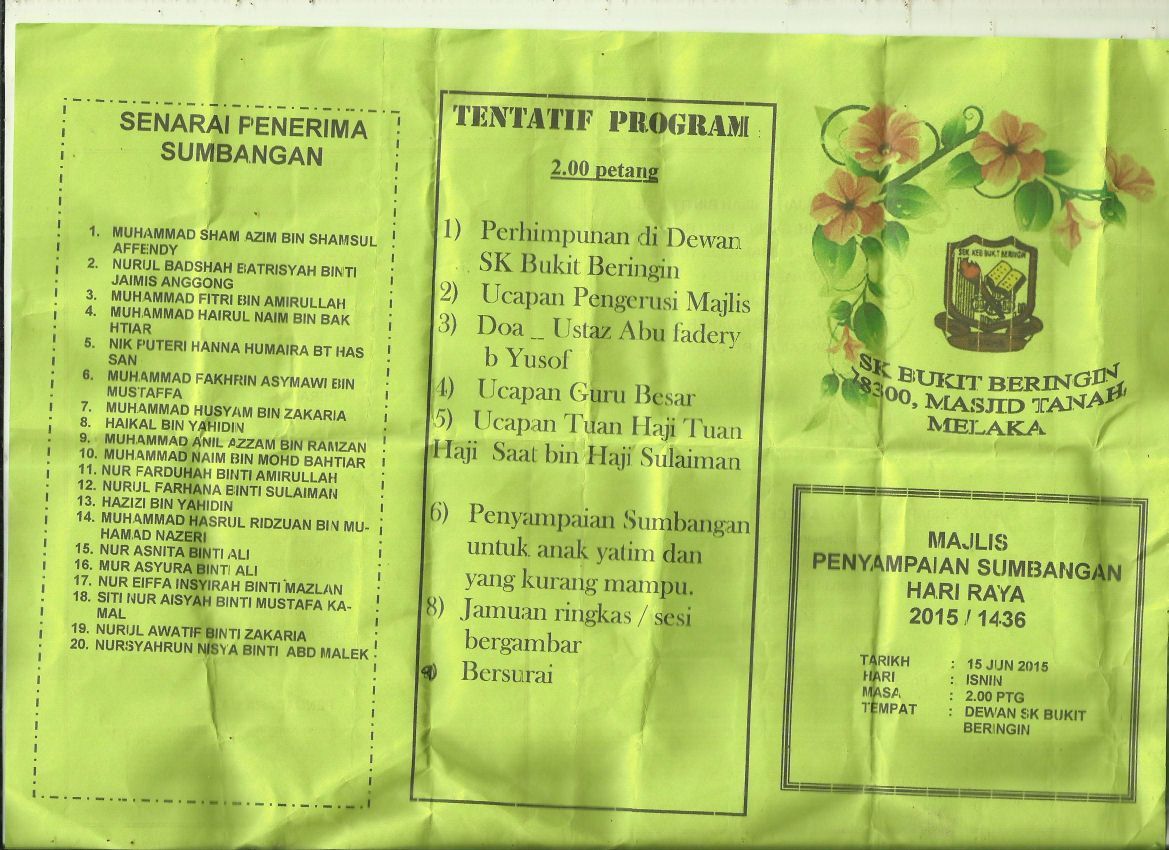 SENARAI PENERIMA
SUMBANGAN
1. MUHAMMAD SHAM AZIM BIN SHAMSUL
AFFENDY
2. NURUL BADSHAH BATRISYAH BINTI
JAIMIS ANGGONG
3. MUHAMMAD FITRI BIN AMIRULLAH
4. MUHAMMAD HAIRUL NAIM BIN BAK
HTIAR
5. NIK PUTERI HANNA HUMAIRA BT HAS
SAN
6. MUHAMMAD FAKHRIN ASYMAWI BIN
MUSTAFFA
7. MUHAMMAD HUSYAM BIN ZAKARIA
8. HAIKAL BIN YAHIDIN
9. MUHAMMAD ANIL AZZAM BIN RAMZAN
10. MUHAMMAD NAIM BIN MOHD BAHTIAR
11. NUR FARDUHAH BINTI AMIRULLAH
12. NURUL FARHANA BINTI SULAIMAN
13. HAZIZI BIN YAHIDIN
14. MUHAMMAD HASRUL RIDZUAN BIN MU-
HAMAD NAZERI
15. NUR ASNITA BINTI ALI
16. MUR ASYURA BINTI ALI
17. NUR EIFFA INSYIRAH BINTI MAZLAN
18. SITI NUR AISYAH BINTI MUSTAFA KA-
MAL
19. NURUL AWATIF BINTI ZAKARIA
20. NURSYAHRUN NISYA BINTI ABD MALEK
TENTATIF PROGRAM
2.00 petang
1) Perhimpunan di Dewan
SK Bukit Beringin
2) Ucapan Pengerusi Majlis
3) Doa _ Ustaz Abu fadery
b Yusof
4) Ucapan Guru Besar
5) Ucapan Tuan Haji Tuan
Haji Saat bin Haji Sulaiman
6) Penyampaian Sumbangan
untuk anak yatim dan
yang kurang mampu.
8) Jamuan ringkas / sesi
bergambar
Bersurai
SEK KEB BUKIT BERINGIN
SK BUKIT BERINGIN
78300, MASJID TANAH
MELAKA
MAJLIS
PENYAMPAIAN SUMBANGAN
HARI RAYA
2015 / 1436
TARIKH : 15 JUN 2015
HARI : ISNIN
MASA : 2.00 PTG
TEMPAT : DEWAN SK BUKIT
BERINGIN